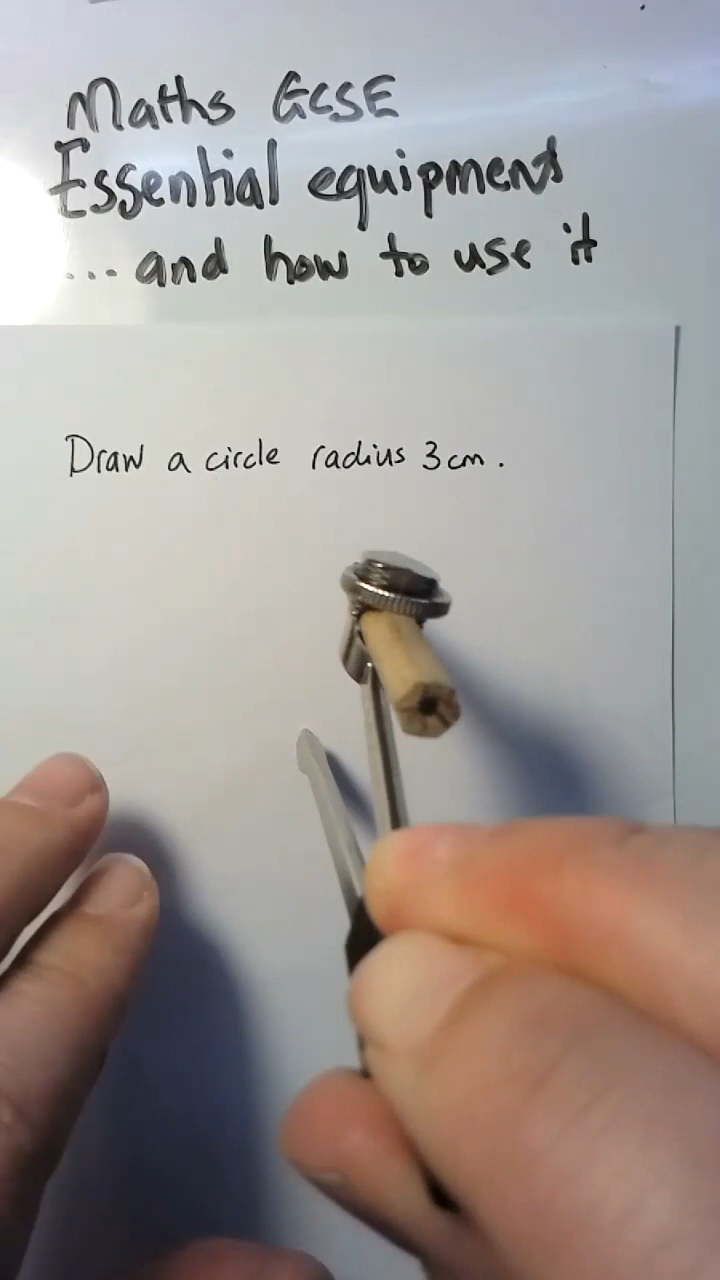 Maths GCSE
Essential equipment
...and how to use it
Draw a circle radius 3cm.